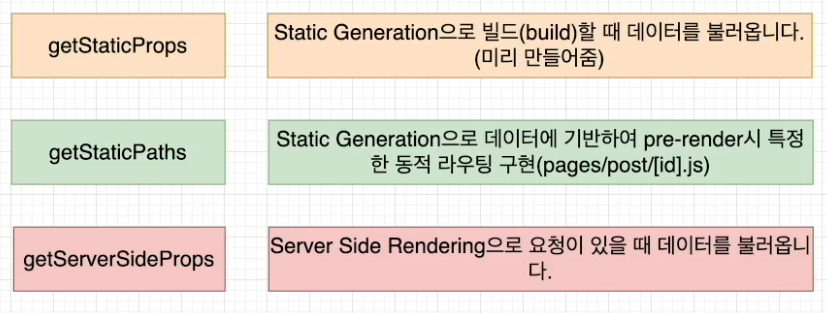 getStaticProps
Static Generation으로 빌드(build)할 때 데이터를 불러옵니다.
(미리 만들어줌)
getStaticPaths
Static Generation으로 데이터에 기반하여 pre-render시 특정
한 동적 라우팅 구현(pages/post/[id].js)
getServerSideProps
Server Side Rendering으로 요청이 있을 때 데이터를 불러옵니
다.